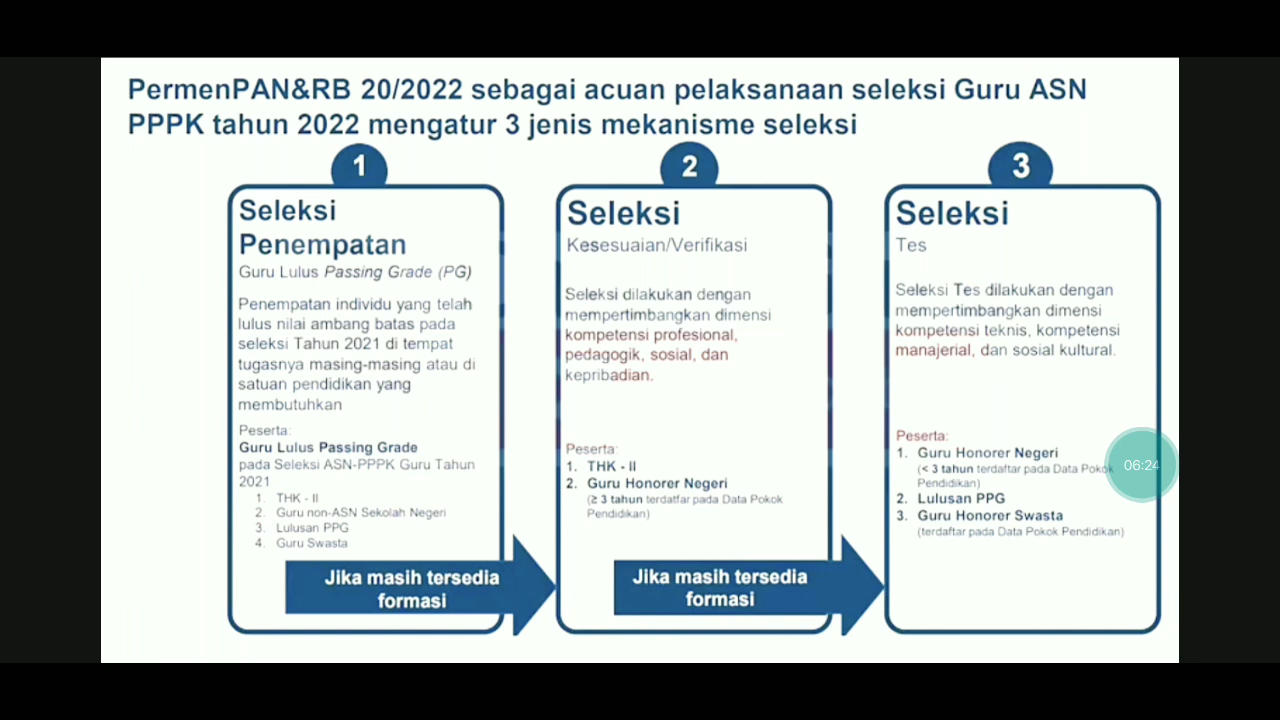 PermenPAN&RB 20/2022 sebagai acuan pelaksanaan seleksi Guru ASN
PPPK tahun 2022 mengatur 3 jenis mekanisme seleksi
1
Seleksi
Penempatan
Guru Lulus Passing Grade (PG)
Penempatan individu yang telah
lulus nilai ambang batas pada
seleksi Tahun 2021 di tempat
tugasnya masing-masing atau di
satuan pendidikan yang
membutuhkan
Peserta:
Guru Lulus Passing Grade
pada Seleksi ASN-PPPK Guru Tahun
2021
1. THK - II
2. Guru non-ASN Sekolah Negeri
3. Lulusan PPG
4. Guru Swasta
Jika masih tersedia
formasi
2
Seleksi
Kesesuaian/Verifikasi
Seleksi dilakukan dengan
mempertimbangkan dimensi
kompetensi profesional,
pedagogik, sosial, dan
kepribadian.
Peserta:
1. THK - II
2. Guru Honorer Negeri
(≥ 3 tahun terdatfar pada Data Pokok
Pendidikan)
Jika masih tersedia
formasi
3
Seleksi
Tes
Seleksi Tes dilakukan dengan
mempertimbangkan dimensi
kompetensi teknis, kompetensi
manajerial, dan sosial kultural.
Peserta:
1. Guru Honorer Negeri
(< 3 tahun terdaftar pada Data Pokok
Pendidikan)
2. Lulusan PPG
3. Guru Honorer Swasta
(terdaftar pada Data Pokok Pendidikan)
06:24